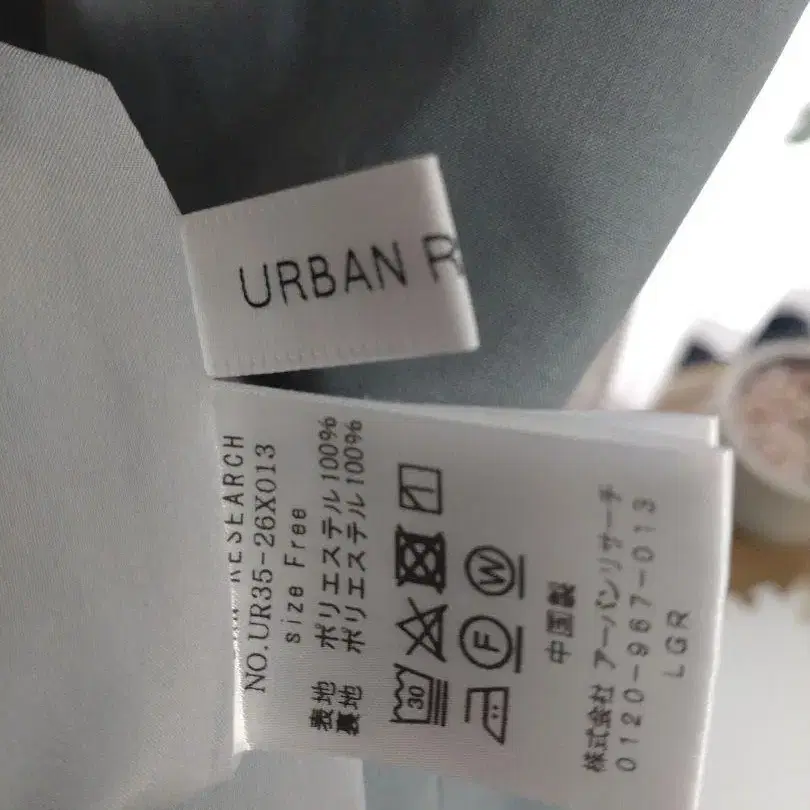 URBAN R
RESEARCH
NO.UR35-26X013
size Free
表地 ポリエステル100%
裏地 ポリエステル100%
30
F W
中国製
株式会社 アーバンリサーチ
0120-967-013
LGR